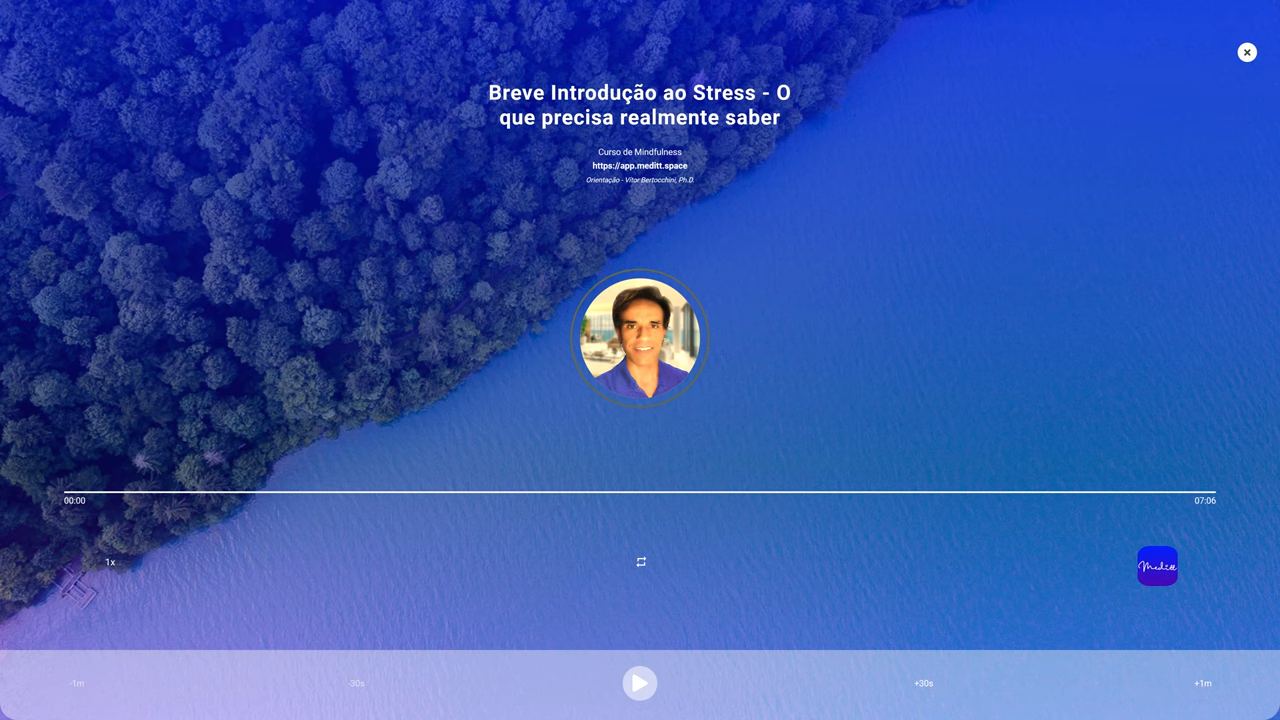 Breve Introdução ao Stress - O
que precisa realmente saber
Curso de Mindfulness
https://app.meditt.space
Orientação - Vitor Bertocchini, Ph.D.
00:00
07:06
1x
Meditt
-1m
-30s
+30s
+1m